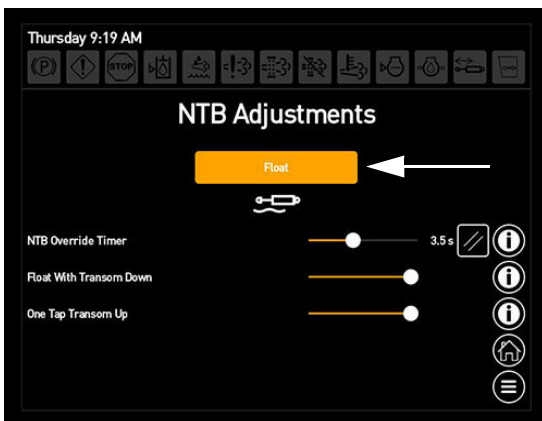 Thursday 9:19 AM
(P)
STOP
NTB Adjustments
Float
NTB Override Timer 3.5 s
Float With Transom Down
One Tap Transom Up